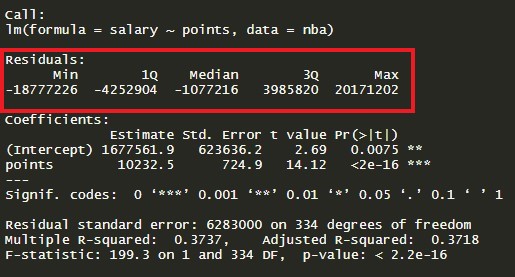 Call:
lm(formula = salary ~ points, data = nba)
Residuals:
Min 1Q Median 3Q Max
-18777226 -4252904 -1077216 3985820 20171202
Coefficients:
Estimate Std. Error t value Pr(>|t|)
(Intercept) 1677561.9 623636.2 2.69 0.0075 **
points 10232.5 724.9 14.12 <2e-16 ***
---
Signif. codes: 0 ‘***’ 0.001 ‘**’ 0.01 ‘*’ 0.05 ‘.’ 0.1 ‘ ’ 1
Residual standard error: 6283000 on 334 degrees of freedom
Multiple R-squared: 0.3737, Adjusted R-squared: 0.3718
F-statistic: 199.3 on 1 and 334 DF, p-value: < 2.2e-16